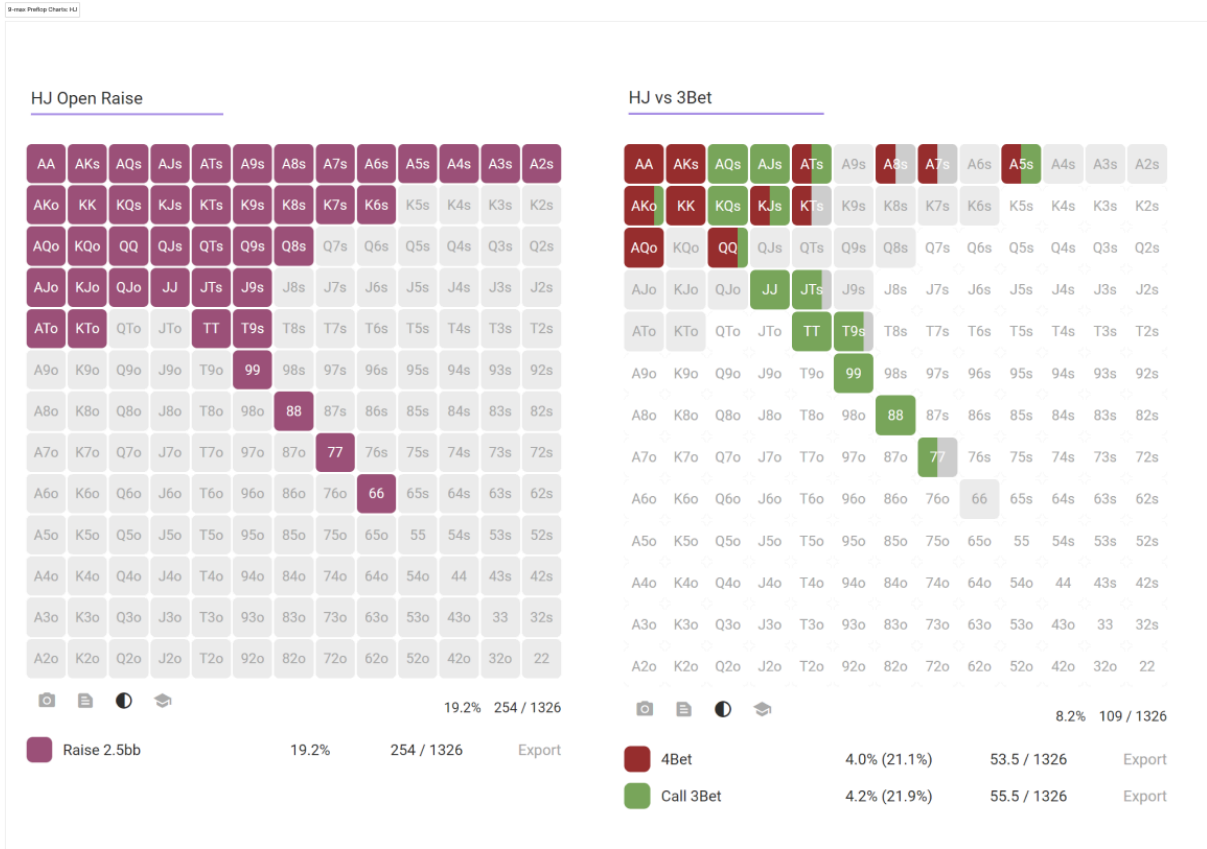 9-max Preflop Charts: HJ
HJ Open Raise
AA AKs AQs AJs ATs A9s A8s A7s A6s A5s A4s A3s A2s
AKo KK KQs KJs KTs K9s K8s K7s K6s K5s K4s K3s K2s
AQo KQo QQ QJs QTs Q9s Q8s Q7s Q6s Q5s Q4s Q3s Q2s
AJo KJo QJo JJ JTs J9s J8s J7s J6s J5s J4s J3s J2s
ATo KTo QTo JTo TT T9s T8s T7s T6s T5s T4s T3s T2s
A9o K9o Q9o J9o T9o 99 98s 97s 96s 95s 94s 93s 92s
A8o K8o Q8o J8o T8o 98o 88 87s 86s 85s 84s 83s 82s
A7o K7o Q7o J7o T7o 97o 87o 77 76s 75s 74s 73s 72s
A6o K6o Q6o J6o T6o 96o 86o 76o 66 65s 64s 63s 62s
A5o K5o Q5o J5o T5o 95o 85o 75o 65o 55 54s 53s 52s
A4o K4o Q4o J4o T4o 94o 84o 74o 64o 54o 44 43s 42s
A3o K3o Q3o J3o T3o 93o 83o 73o 63o 53o 43o 33 32s
A2o K2o Q2o J2o T2o 92o 82o 72o 62o 52o 42o 32o 22
19.2% 254 / 1326
Raise 2.5bb 19.2% 254 / 1326 Export
HJ vs 3Bet
AA AKs AQs AJs ATs A9s A8s A7s A6s A5s A4s A3s A2s
AKo KK KQs KJs KTs K9s K8s K7s K6s K5s K4s K3s K2s
AQo KQo QQ QJs QTs Q9s Q8s Q7s Q6s Q5s Q4s Q3s Q2s
AJo KJo QJo JJ JTs J9s J8s J7s J6s J5s J4s J3s J2s
ATo KTo QTo JTo TT T9s T8s T7s T6s T5s T4s T3s T2s
A9o K9o Q9o J9o T9o 99 98s 97s 96s 95s 94s 93s 92s
A8o K8o Q8o J8o T8o 98o 88 87s 86s 85s 84s 83s 82s
A7o K7o Q7o J7o T7o 97o 87o 77 76s 75s 74s 73s 72s
A6o K6o Q6o J6o T6o 96o 86o 76o 66 65s 64s 63s 62s
A5o K5o Q5o J5o T5o 95o 85o 75o 65o 55 54s 53s 52s
A4o K4o Q4o J4o T4o 94o 84o 74o 64o 54o 44 43s 42s
A3o K3o Q3o J3o T3o 93o 83o 73o 63o 53o 43o 33 32s
A2o K2o Q2o J2o T2o 92o 82o 72o 62o 52o 42o 32o 22
8.2% 109 / 1326
4Bet 4.0% (21.1%) 53.5 / 1326 Export
Call 3Bet 4.2% (21.9%) 55.5 / 1326 Export